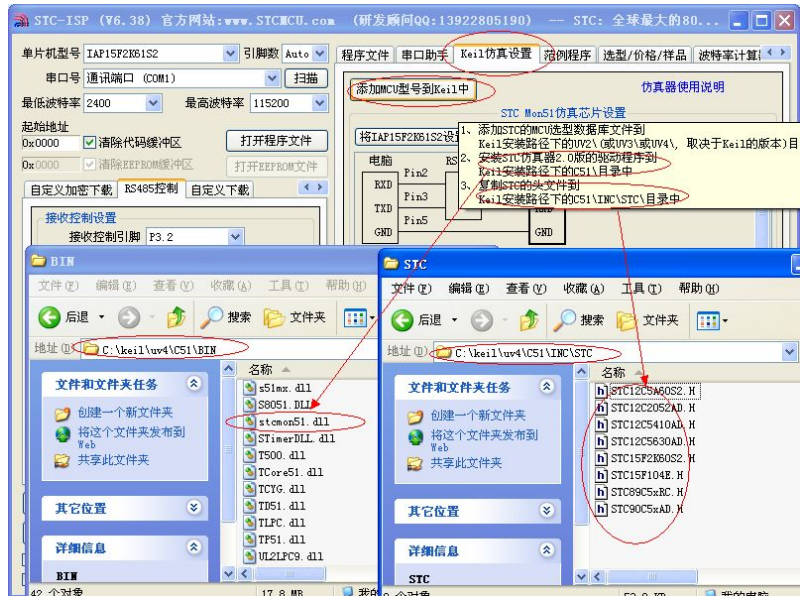 STC-ISP (V6.38) 官方网站:www.STCMCU.com (研发顾问QQ:13922805190) -- STC: 全球最大的80...
单片机型号 IAP15F2K61S2 引脚数 Auto
串口号 通讯端口 (COM1) 扫描
最低波特率 2400 最高波特率 115200
起始地址
0x0000 清除代码缓冲区 打开程序文件
0x0000 清除EEPROM缓冲区 打开EEPROM文件
自定义加密下载 RS485控制 自定义下载
接收控制设置
接收控制引脚 P3.2
程序文件 串口助手 Keil仿真设置 范例程序 选型/价格/样品 波特率计算
添加MCU型号到Keil中 仿真器使用说明
STC Mon51仿真芯片设置
将IAP15F2K61S2设
1、添加STC的MCU选型数据库文件到
Keil安装路径下的UV2\(或UV3或UV4\, 取决于Keil的版本)目
2、安装STC仿真器2.0版的驱动程序到
Keil安装路径下的C51\目录中
3、复制STC的头文件到
Keil安装路径下的C51\INC\STC\目录中
电脑 RS
RXD Pin2
TXD Pin3
GND Pin5 GND
BIN
文件(F) 编辑(E) 查看(V) 收藏(A) 工具(T) 帮助(H)
后退 搜索 文件夹
地址(D) C:\keil\uv4\C51\BIN
文件和文件夹任务
创建一个新文件夹
将这个文件夹发布到
Web
共享此文件夹
其它位置
详细信息
BIN
名称
s51mx.dll
S8051.DLL
stcmon51.dll
STimerDLL.dll
T500.dll
TCore51.dll
TCYG.dll
TD51.dll
TLPC.dll
TP51.dll
UL2LPC9.dll
42 个对象 17.8 MB
STC
文件(F) 编辑(E) 查看(V) 收藏(A) 工具(T) 帮助(H)
后退 搜索 文件夹
地址(D) C:\keil\uv4\C51\INC\STC
文件和文件夹任务
创建一个新文件夹
将这个文件夹发布到
Web
共享此文件夹
其它位置
详细信息
STC
名称
STC12C5A60S2.H
STC12C2052AD.H
STC12C5410AD.H
STC12C5630AD.H
STC15F2K60S2.H
STC15F104E.H
STC89C5xRC.H
STC90C5xAD.H